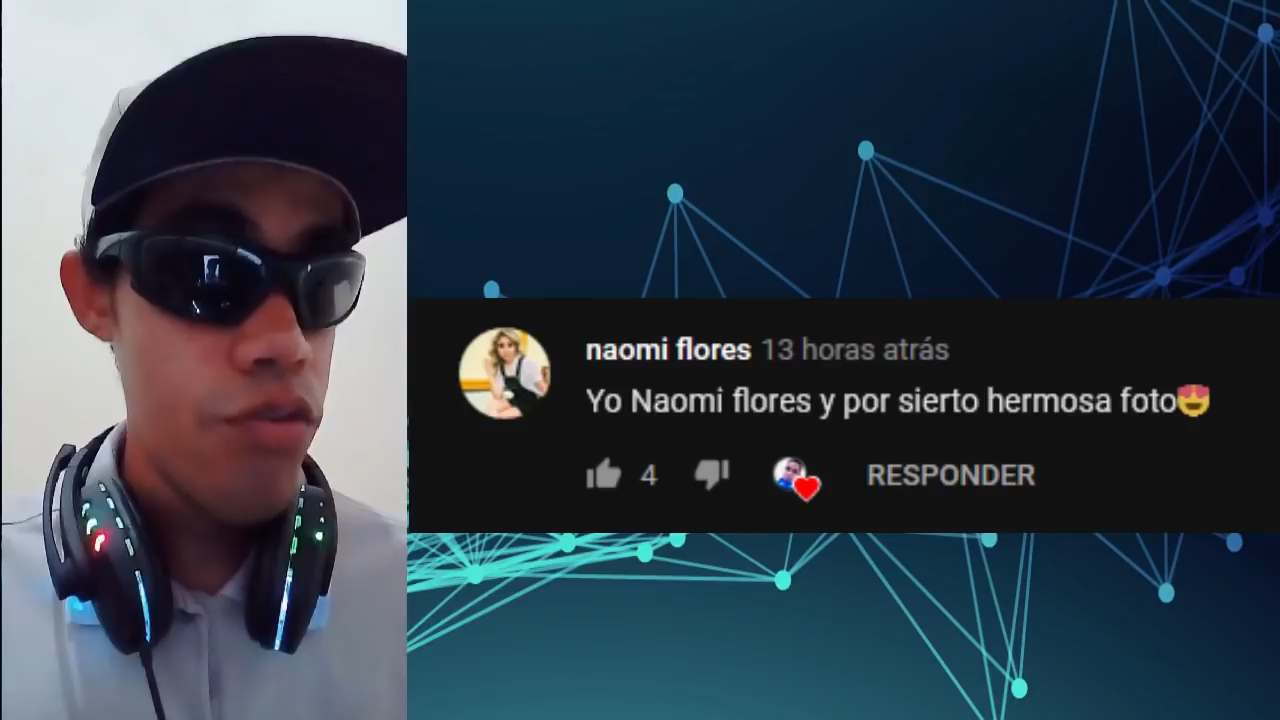 naomi flores 13 horas atrás
Yo Naomi flores y por sierto hermosa foto😍
4
RESPONDER